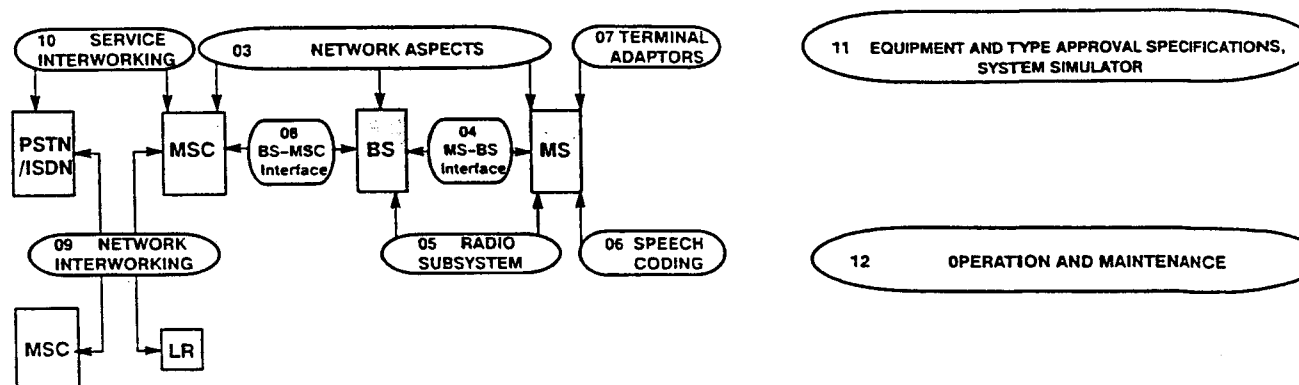 10 SERVICE
INTERWORKING
03 NETWORK ASPECTS
07 TERMINAL
ADAPTORS
11 EQUIPMENT AND TYPE APPROVAL SPECIFICATIONS,
SYSTEM SIMULATOR
PSTN
/ISDN
MSC
08
BS-MSC
Interface
BS
04
MS-BS
Interface
MS
09 NETWORK
INTERWORKING
05 RADIO
SUBSYSTEM
06 SPEECH
CODING
12 OPERATION AND MAINTENANCE
MSC
LR